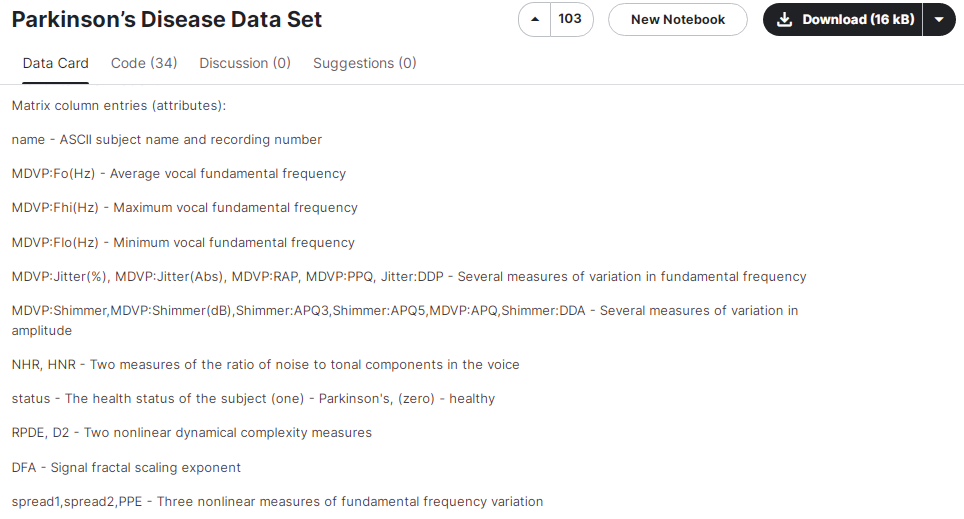 Parkinson's Disease Data Set
103
New Notebook
Download (16 kB)
Data Card
Code (34)
Discussion (0)
Suggestions (0)
Matrix column entries (attributes):
name - ASCII subject name and recording number
MDVP:Fo(Hz) - Average vocal fundamental frequency
MDVP:Fhi(Hz) - Maximum vocal fundamental frequency
MDVP:Flo(Hz) - Minimum vocal fundamental frequency
MDVP:Jitter(%), MDVP:Jitter(Abs), MDVP:RAP, MDVP:PPQ, Jitter:DDP - Several measures of variation in fundamental frequency
MDVP:Shimmer,MDVP:Shimmer(dB),Shimmer:APQ3,Shimmer:APQ5,MDVP:APQ,Shimmer:DDA - Several measures of variation in
amplitude
NHR, HNR - Two measures of the ratio of noise to tonal components in the voice
status - The health status of the subject (one) - Parkinson's, (zero) - healthy
RPDE, D2 - Two nonlinear dynamical complexity measures
DFA - Signal fractal scaling exponent
spread1,spread2,PPE - Three nonlinear measures of fundamental frequency variation